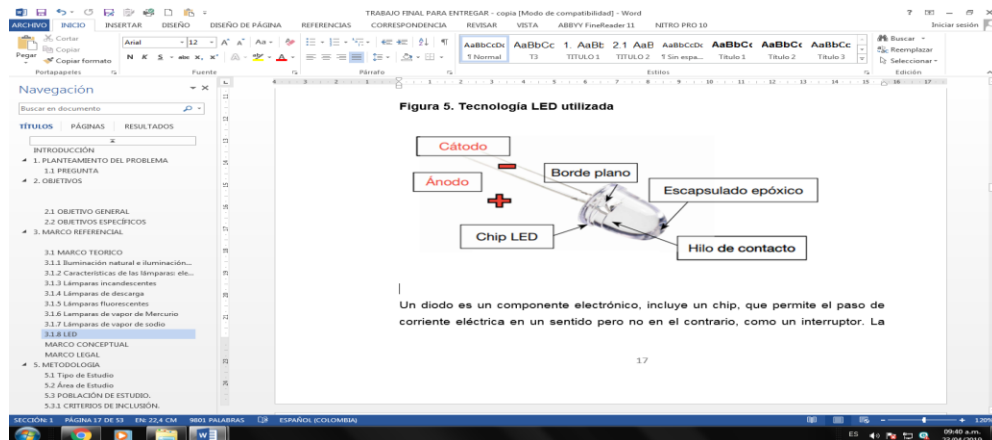 TRABAJO FINAL PARA ENTREGAR - copia [Modo de compatibilidad] - Word
Iniciar sesión
ARCHIVO INICIO INSERTAR DISEÑO DISEÑO DE PÁGINA REFERENCIAS CORRESPONDENCIA REVISAR VISTA ABBYY FineReader 11 NITRO PRO 10
Pegar
Cortar
Copiar
Copiar formato
Portapapeles
Arial 12
N K S abc
Fuente
Párrafo
AaBbCcDc AaBbCc 1. AaBb 2.1 AaB AaBbCcDc AaBbCc AaBbCc AaBbCc
¶ Normal T3 TITULO 1 TITULO 2 ¶ Sin espa... Título 1 Título 2 Título 3
Estilos
Buscar
Reemplazar
Seleccionar
Edición
Navegación
Buscar en documento
TÍTULOS PÁGINAS RESULTADOS
INTRODUCCIÓN
1. PLANTEAMIENTO DEL PROBLEMA
1.1 PREGUNTA
2. OBJETIVOS
2.1 OBJETIVO GENERAL
2.2 OBJETIVOS ESPECÍFICOS
3. MARCO REFERENCIAL
3.1 MARCO TEORICO
3.1.1 Iluminación natural e iluminación...
3.1.2 Características de las lámparas: ele...
3.1.3 Lámparas incandescentes
3.1.4 Lámparas de descarga
3.1.5 Lámparas fluorescentes
3.1.6 Lamparas de vapor de Mercurio
3.1.7 Lámparas de vapor de sodio
3.1.8 LED
MARCO CONCEPTUAL
MARCO LEGAL
5. METODOLOGIA
5.1 Tipo de Estudio
5.2 Área de Estudio
5.3 POBLACIÓN DE ESTUDIO.
5.3.1 CRITERIOS DE INCLUSIÓN.
Figura 5. Tecnología LED utilizada
Cátodo
Ánodo
Borde plano
Escapsulado epóxico
Chip LED
Hilo de contacto
Un diodo es un componente electrónico, incluye un chip, que permite el paso de
corriente eléctrica en un sentido pero no en el contrario, como un interruptor. La
17
SECCIÓN: 1 PÁGINA 17 DE 53 EN: 22,4 CM 9801 PALABRAS ESPAÑOL (COLOMBIA) 120%
ES 09:40 a.m.